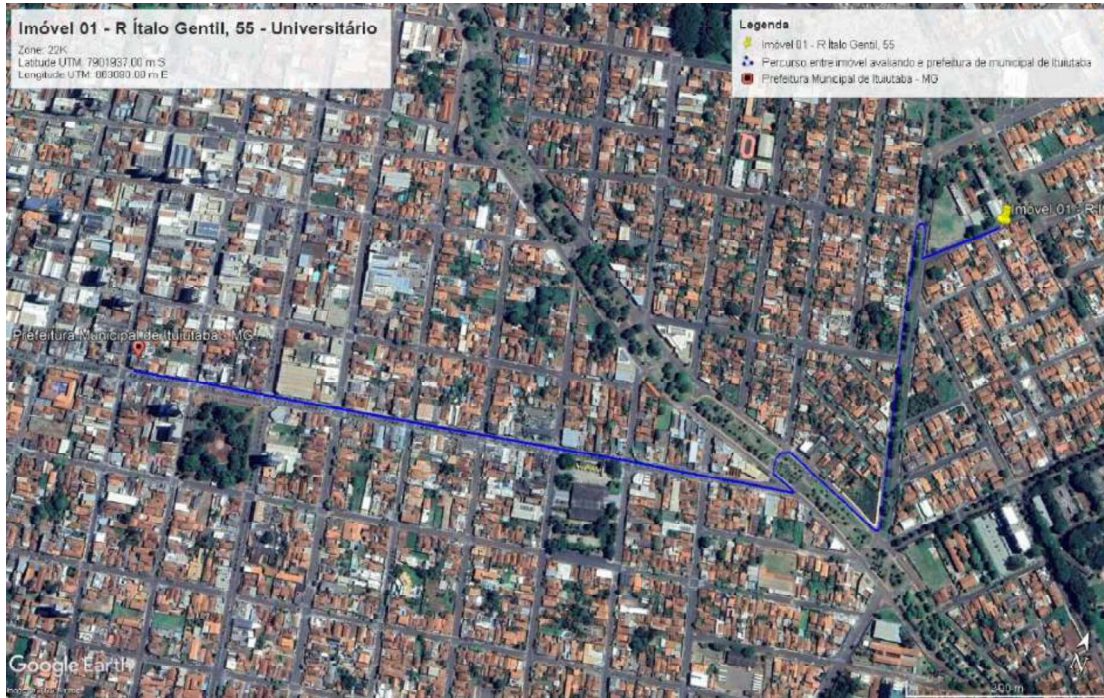 Imóvel 01 - R Ítalo Gentil, 55 - Universitário
Zone: 22K
Latitude UTM: 7901937.00 m S
Longitude UTM: 663080.00 m E
Legenda
Imóvel 01 - R Ítalo Gentil, 55
Percurso entre imóvel avaliando e prefeitura de municipal de Ituiutaba
Prefeitura Municipal de Ituiutaba - MG
Imóvel 01 - R I
Prefeitura Municipal de Ituiutaba - MG
Google Earth
N
200 m